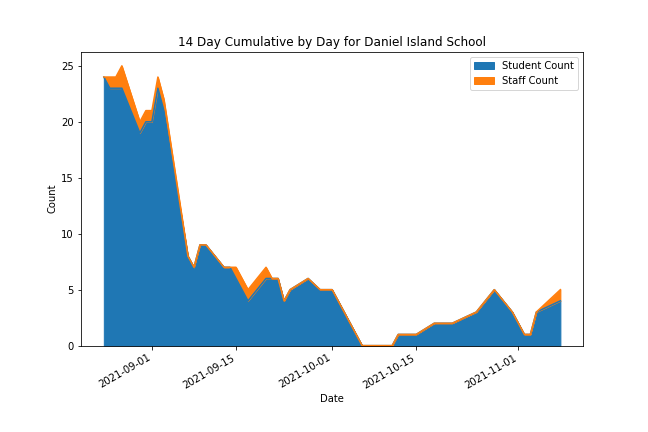 14 Day Cumulative by Day for Daniel Island School
Student Count
Staff Count
25
20
15
10
5
0
Count
2021-09-01
2021-09-15
2021-10-01
2021-10-15
2021-11-01
Date